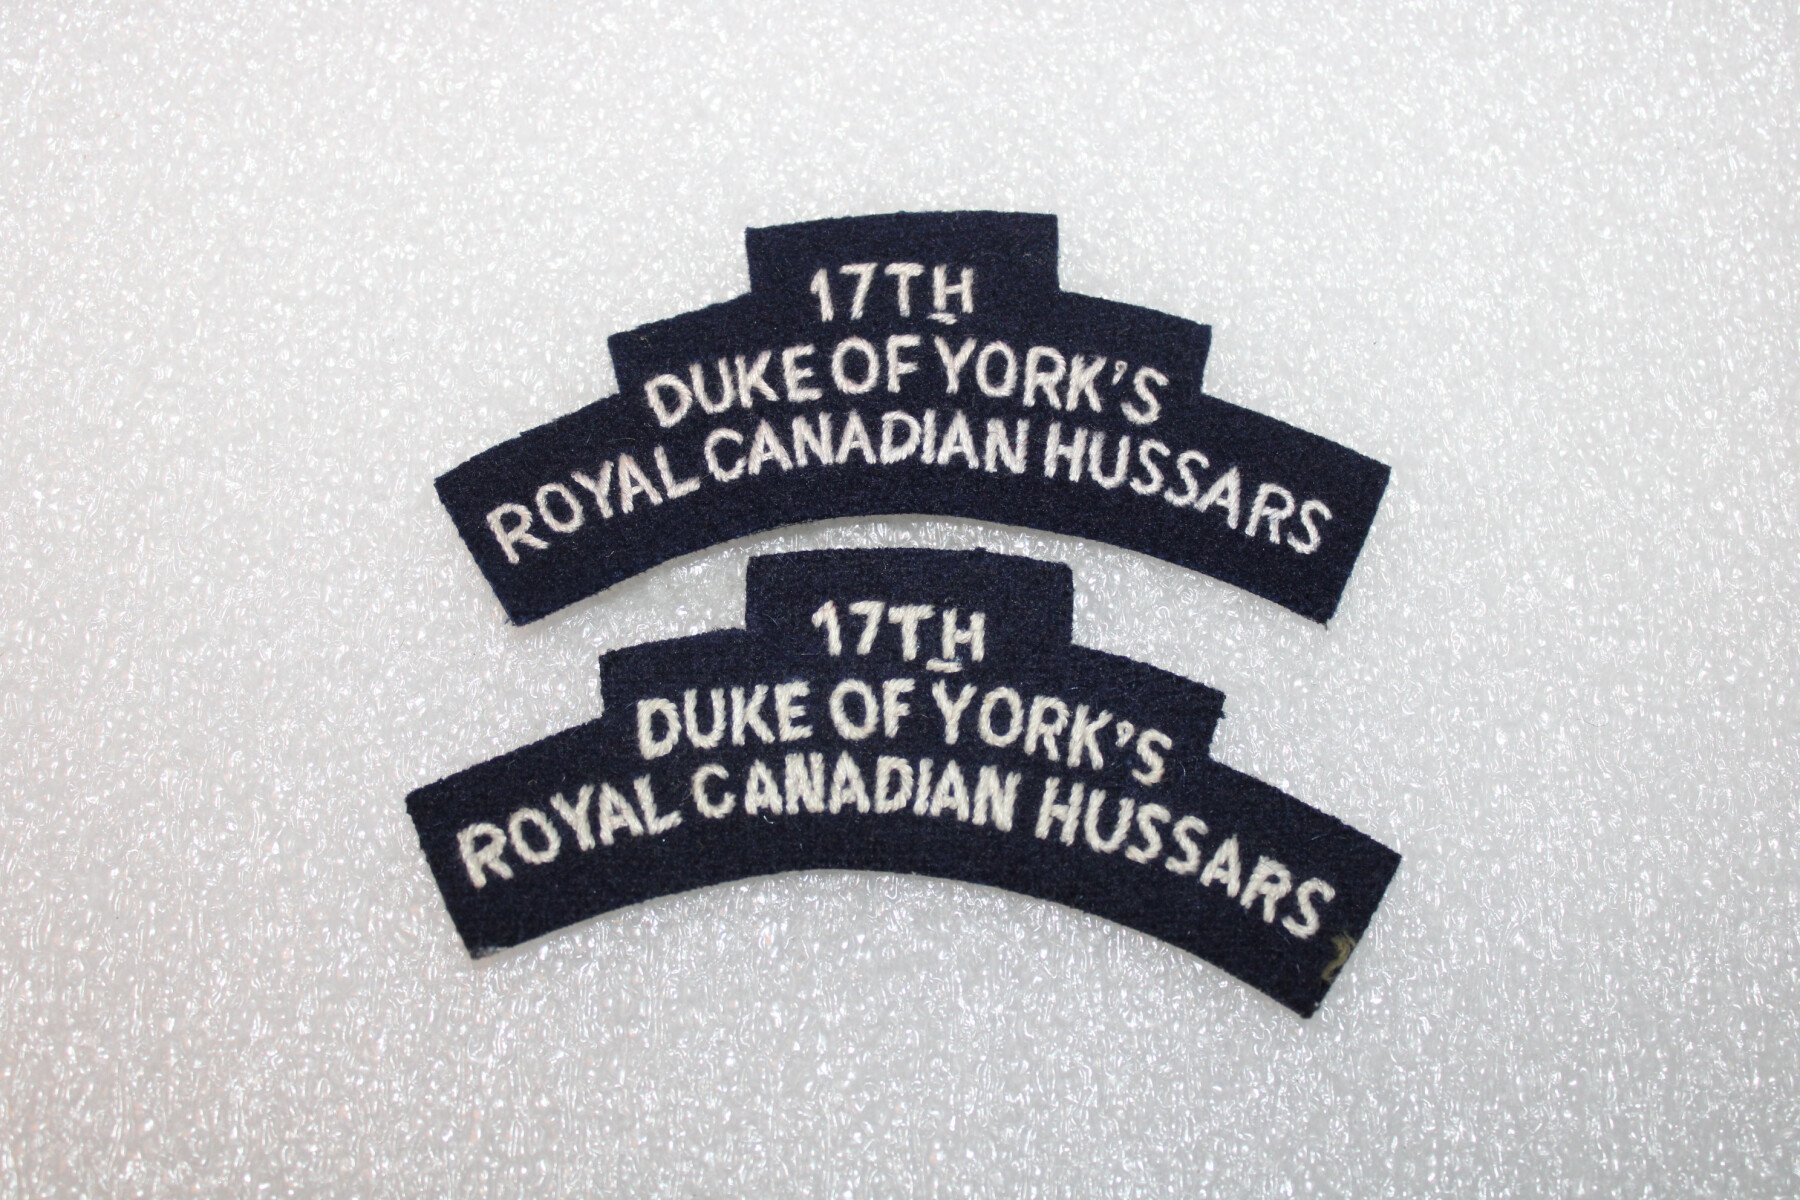 17TH
DUKE OF YORK'S
ROYAL CANADIAN HUSSARS
17TH
DUKE OF YORK'S
ROYAL CANADIAN HUSSARS